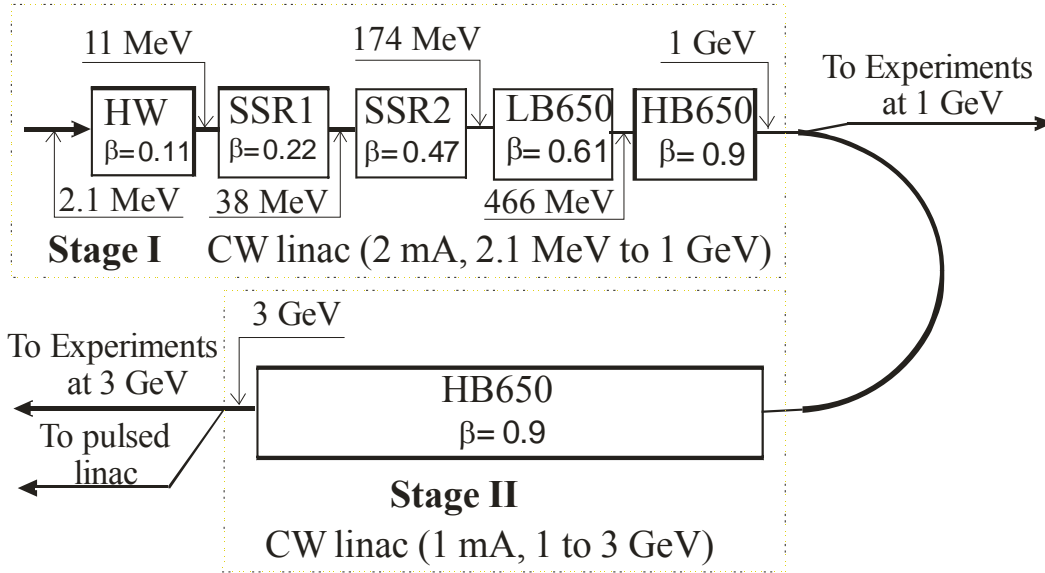 11 MeV
174 MeV
1 GeV
To Experiments
at 1 GeV
HW
β=0.11
SSR1
β=0.22
SSR2
β=0.47
LB650
β=0.61
HB650
β=0.9
2.1 MeV
38 MeV
466 MeV
Stage I CW linac (2 mA, 2.1 MeV to 1 GeV)
3 GeV
To Experiments
at 3 GeV
To pulsed
linac
HB650
β=0.9
Stage II
CW linac (1 mA, 1 to 3 GeV)